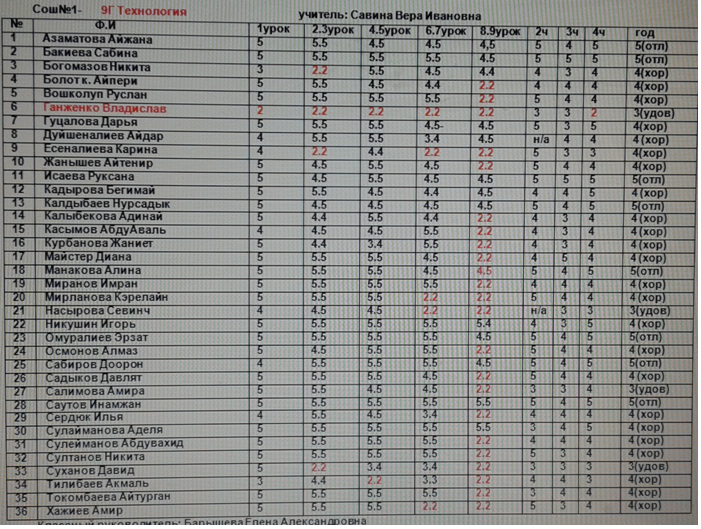 Сош№1- 9Г Технология учитель: Савина Вера Ивановна
№ Ф.И 1урок 2.3урок 4.5урок 6.7урок 8.9урок 2ч 3ч 4ч год
1 Азаматова Айжана 5 5.5 4.5 4.5 4,5 5 4 5 5(отл)
2 Бакиева Сабина 5 5.5 4.5 4.5 4.5 5 5 5 5(отл)
3 Богомазов Никита 3 2.2 5.5 4.5 4.4 4 3 4 4(хор)
4 Болот к. Айпери 5 5.5 4.5 4.4 2.2 4 4 4 4(хор)
5 Вошколуп Руслан 5 5.5 5.5 5.5 2.2 5 4 4 4(хор)
6 Ганженко Владислав 2 2.2 2.2 2.2 2.2 3 3 2 3(удов)
7 Гуцалова Дарья 5 5.5 5.5 4.5- 4.5 5 3 5 4(хор)
8 Дуйшеналиев Айдар 4 5.5 5.5 3.4 4.5 н/а 4 4 4 (хор)
9 Есеналиева Карина 4 2.2 4.4 2.2 2.2 5 3 3 4(хор)
10 Жанышев Айтенир 5 4.5 5.5 4.5 2.2 5 4 4 4 (хор)
11 Исаева Руксана 5 4.5 5.5 4.5 4.5 5 5 5 5(отл)
12 Кадырова Бегимай 5 5.5 4.5 4.5 4.5 4 4 5 4 (хор)
13 Калдыбаев Нурсадык 5 5.5 4.5 4.5 4.5 5 4 5 5(отл)
14 Калыбекова Адинай 5 4.4 5.5 4.4 2.2 4 3 4 4 (хор)
15 Касымов АбдуАваль 4 4.5 4.5 5.5 2.2 4 3 4 4(хор)
16 Курбанова Жаниет 5 4.4 3.4 5.5 2.2 4 3 4 4 (хор)
17 Майстер Диана 5 4.5 5.5 5.5 2.2 4 5 4 4 (хор)
18 Манакова Алина 5 5.5 5.5 4.5 4.5 5 4 5 5(отл)
19 Миранов Имран 5 5.5 5.5 5.5 2.2 4 4 4 4 (хор)
20 Мирланова Кэрелайн 5 5.5 5.5 2.2 2.2 5 4 4 4 (хор)
21 Насырова Севинч 4 4.5 4.5 2.2 2.2 н/а 3 3 3(удов)
22 Никушин Игорь 5 5.5 5.5 5.5 5.4 4 3 5 4 (хор)
23 Омуралиев Эрзат 5 5.5 5.5 5.5 4.5 5 4 5 5(отл)
24 Осмонов Алмаз 5 4.5 5.5 5.5 2.2 5 4 4 4 (хор)
25 Сабиров Доорон 4 5.5 5.5 5.5 4.5 5 4 5 5(отл)
26 Садыков Давлят 5 5.5 5.5 4.5 2.2 5 4 4 4 (хор)
27 Салимова Амира 5 5.5 4.5 4.5 2.2 3 3 4 3(удов)
28 Саутов Инамжан 5 5.5 5.5 5.5 5.5 5 4 5 5(отл)
29 Сердюк Илья 4 5.5 4.5 3.4 2.2 4 4 4 4 (хор)
30 Сулайманова Аделя 5 5.5 5.5 5.5 5.5 3 4 5 4 (хор)
31 Сулейманов Абдувахид 5 5.5 5.5 5.5 2.2 4 4 4 4 (хор)
32 Султанов Никита 5 5.5 5.5 5.5 2.2 5 3 4 4 (хор)
33 Суханов Давид 5 2.2 3.4 3.4 2.2 3 3 3 3(удов)
34 Тилибаев Акмаль 3 4.4 2.2 3.3 2.2 4 4 3 4(хор)
35 Токомбаева Айтурган 5 5.5 5.5 5.5 2.2 3 4 4 4(хор)
36 Хажиев Амир 5 5.5 5.5 2.2 2.2 5 4 3 4 (хор)
Классный руководитель: Барышева Елена Александровна